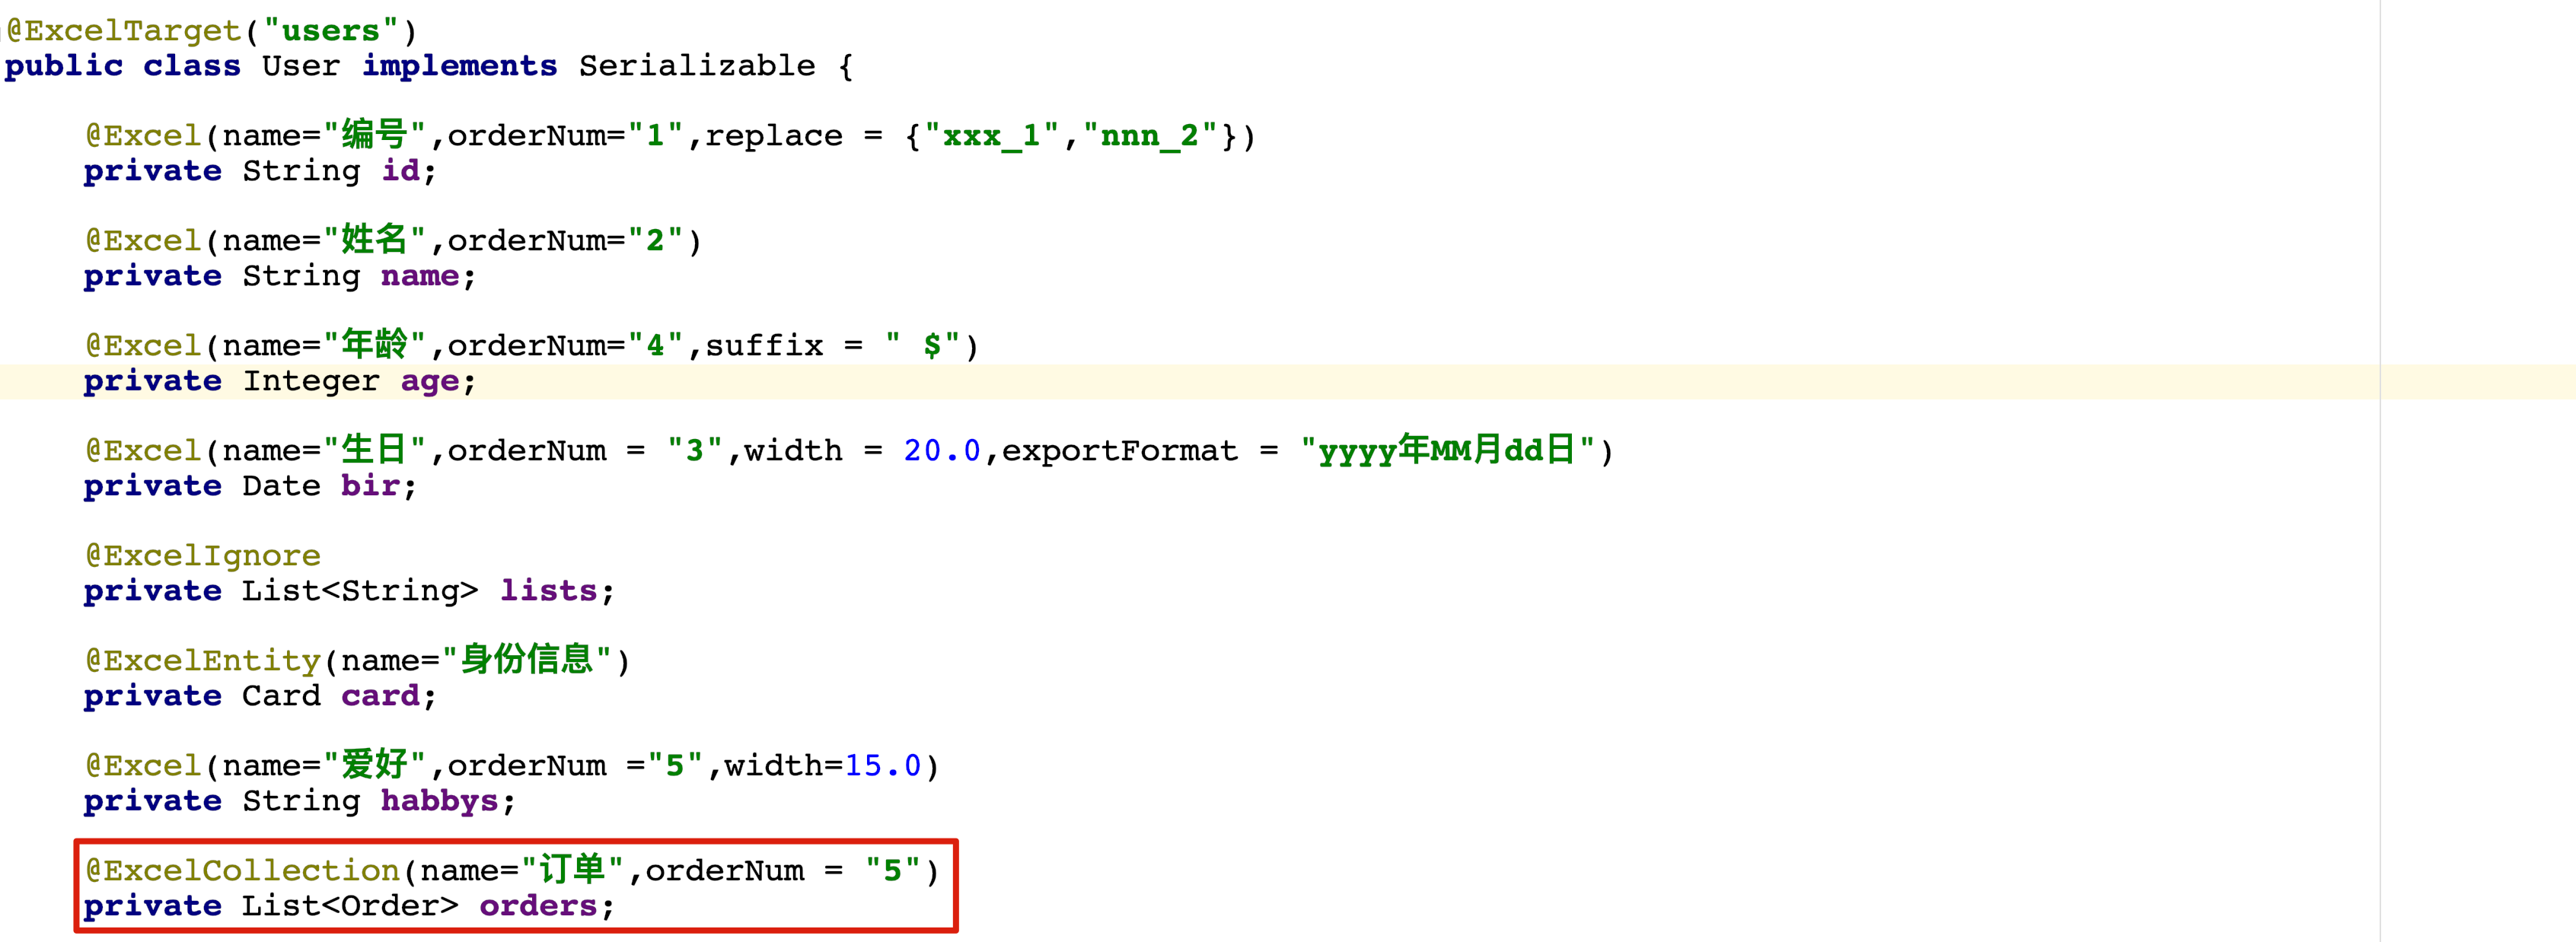 @ExcelTarget("users")
public class User implements Serializable {
@Excel(name="编号",orderNum="1",replace = {"xxx_1","nnn_2"})
private String id;
@Excel(name="姓名",orderNum="2")
private String name;
@Excel(name="年龄",orderNum="4",suffix = " $")
private Integer age;
@Excel(name="生日",orderNum = "3",width = 20.0,exportFormat = "yyyy年MM月dd日")
private Date bir;
@ExcelIgnore
private List<String> lists;
@ExcelEntity(name="身份信息")
private Card card;
@Excel(name="爱好",orderNum ="5",width=15.0)
private String habbys;
@ExcelCollection(name="订单",orderNum = "5")
private List<Order> orders;